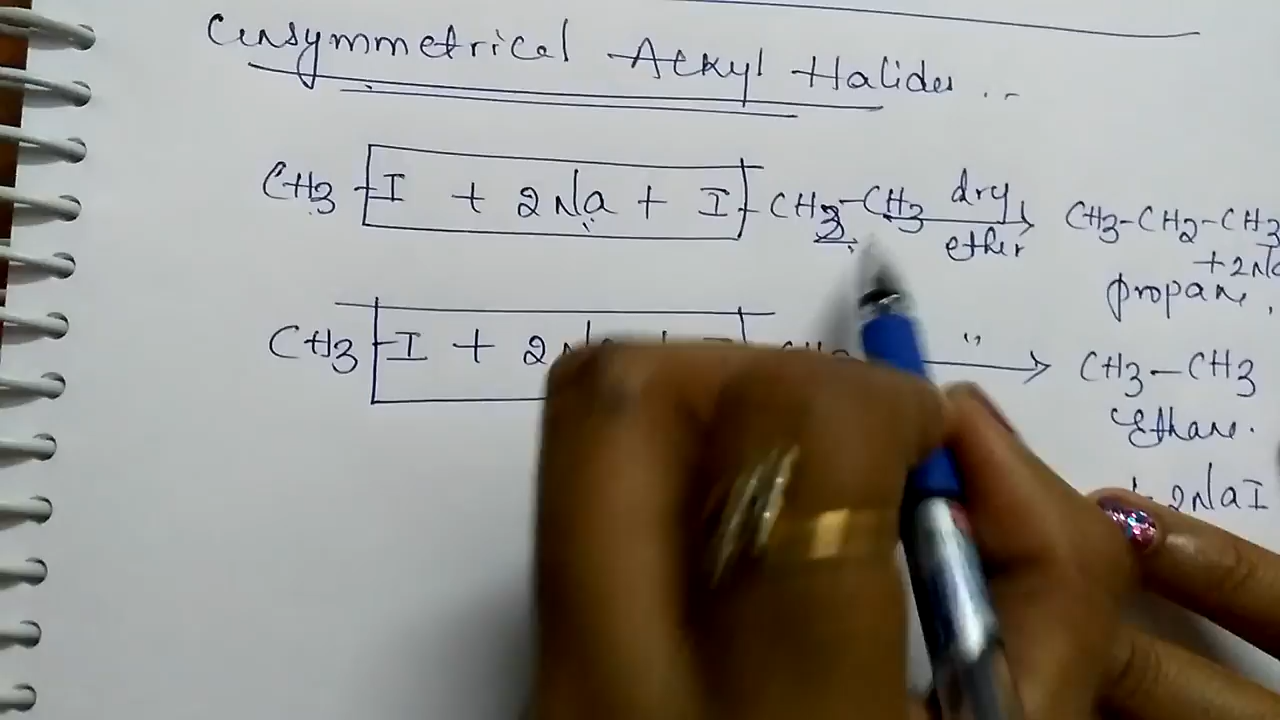 Unsymmetrical Alkyl Halides ..
CH3 - I + 2Na + I - CH3 - CH3 dry ether → CH3-CH2-CH3
+2Na
propane.
CH3 - I + 2 " → CH3-CH3
Ethane.
+ 2NaI